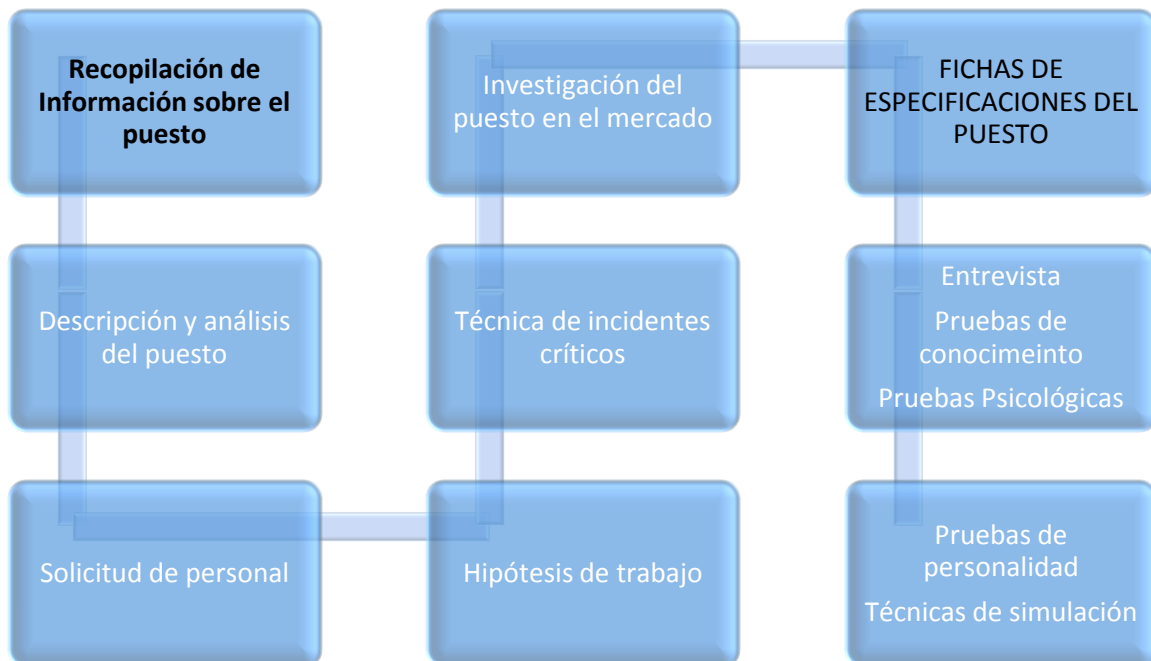 Recopilación de
Información sobre el
puesto
Descripción y análisis
del puesto
Solicitud de personal
Hipótesis de trabajo
Técnica de incidentes
críticos
Investigación del
puesto en el mercado
FICHAS DE
ESPECIFICACIONES DEL
PUESTO
Entrevista
Pruebas de
conocimeinto
Pruebas Psicológicas
Pruebas de
personalidad
Técnicas de simulación